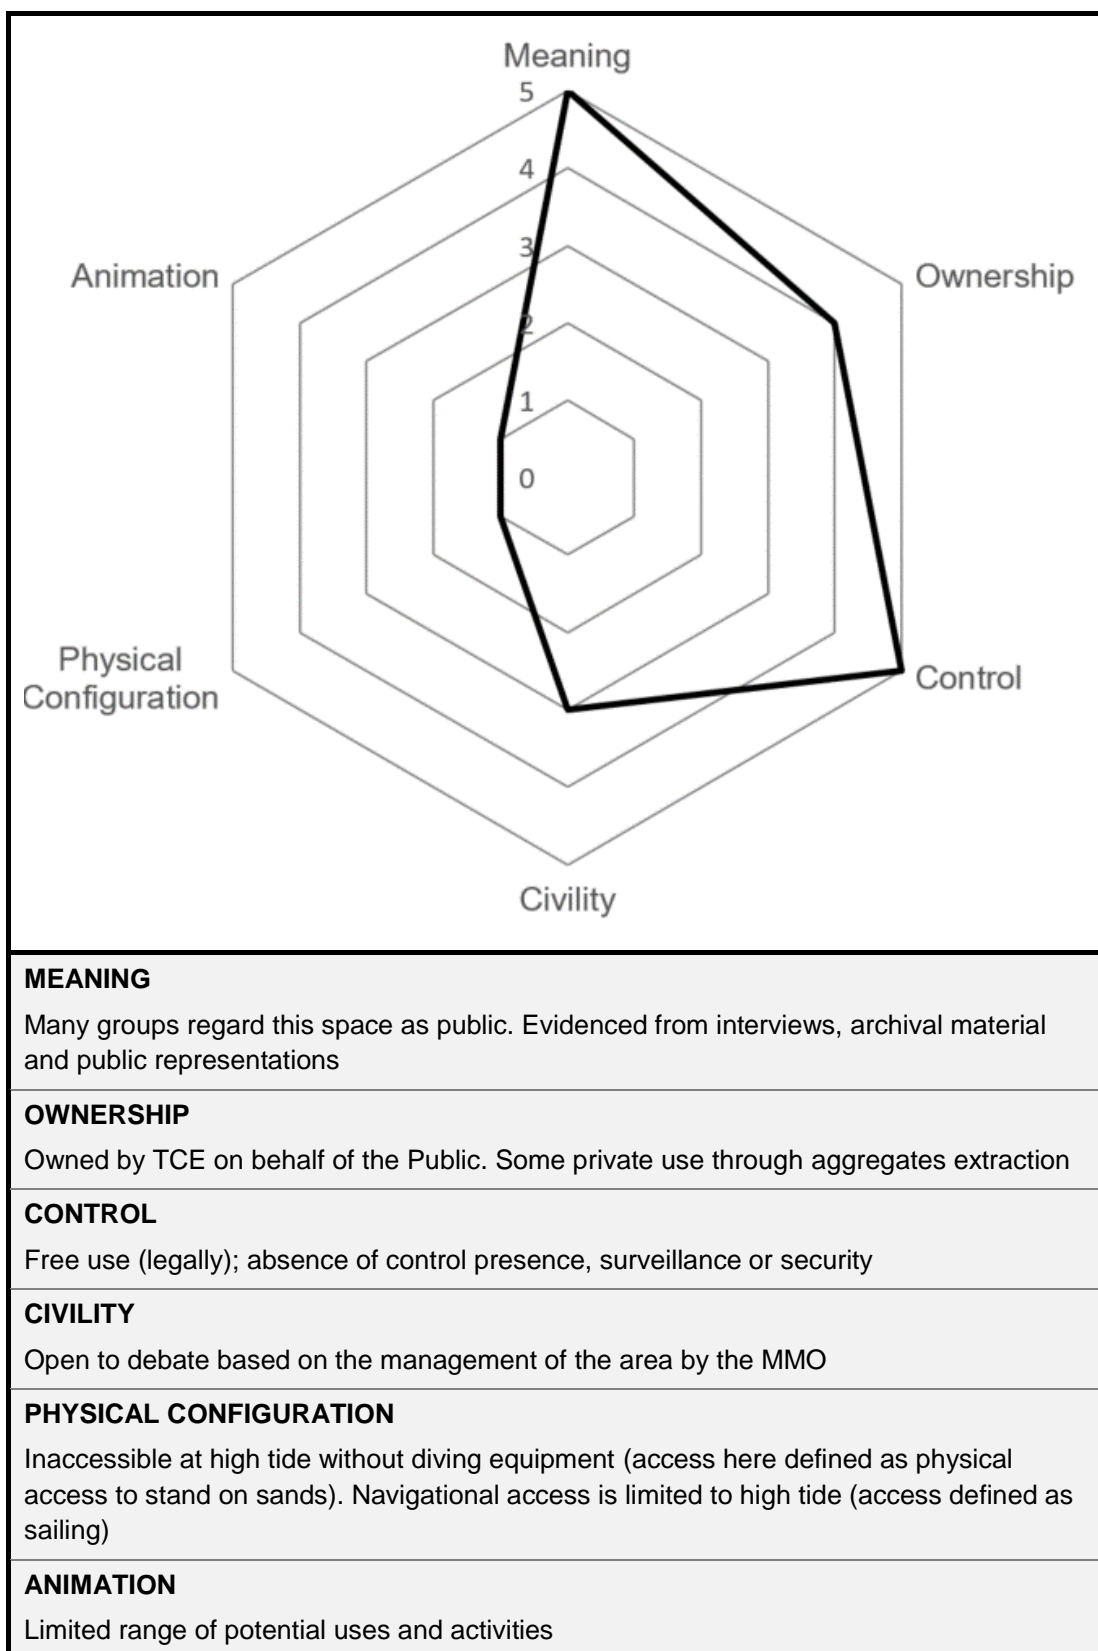 Meaning
5
4
3
2
1
0
Animation
Ownership
Physical
Configuration
Control
Civility
MEANING
Many groups regard this space as public. Evidenced from interviews, archival material
and public representations
OWNERSHIP
Owned by TCE on behalf of the Public. Some private use through aggregates extraction
CONTROL
Free use (legally); absence of control presence, surveillance or security
CIVILITY
Open to debate based on the management of the area by the MMO
PHYSICAL CONFIGURATION
Inaccessible at high tide without diving equipment (access here defined as physical
access to stand on sands). Navigational access is limited to high tide (access defined as
sailing)
ANIMATION
Limited range of potential uses and activities